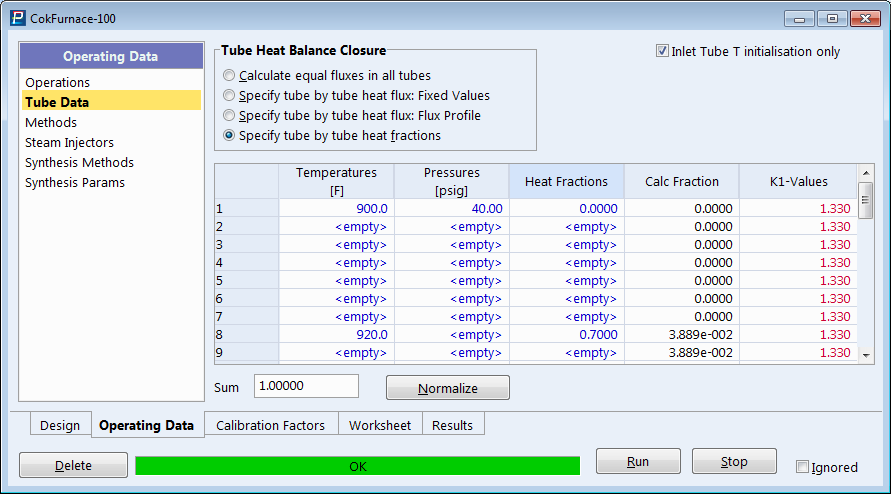 CokFurnace-100
Operating Data
Operations
Tube Data
Methods
Steam Injectors
Synthesis Methods
Synthesis Params
Tube Heat Balance Closure
Calculate equal fluxes in all tubes
Specify tube by tube heat flux: Fixed Values
Specify tube by tube heat flux: Flux Profile
Specify tube by tube heat fractions
Inlet Tube T initialisation only
Temperatures [F] Pressures [psig] Heat Fractions Calc Fraction K1-Values
1 900.0 40.00 0.0000 0.0000 1.330
2 <empty> <empty> <empty> 0.0000 1.330
3 <empty> <empty> <empty> 0.0000 1.330
4 <empty> <empty> <empty> 0.0000 1.330
5 <empty> <empty> <empty> 0.0000 1.330
6 <empty> <empty> <empty> 0.0000 1.330
7 <empty> <empty> <empty> 0.0000 1.330
8 920.0 <empty> 0.7000 3.889e-002 1.330
9 <empty> <empty> <empty> 3.889e-002 1.330
Sum 1.00000 Normalize
Design Operating Data Calibration Factors Worksheet Results
Delete OK Run Stop Ignored